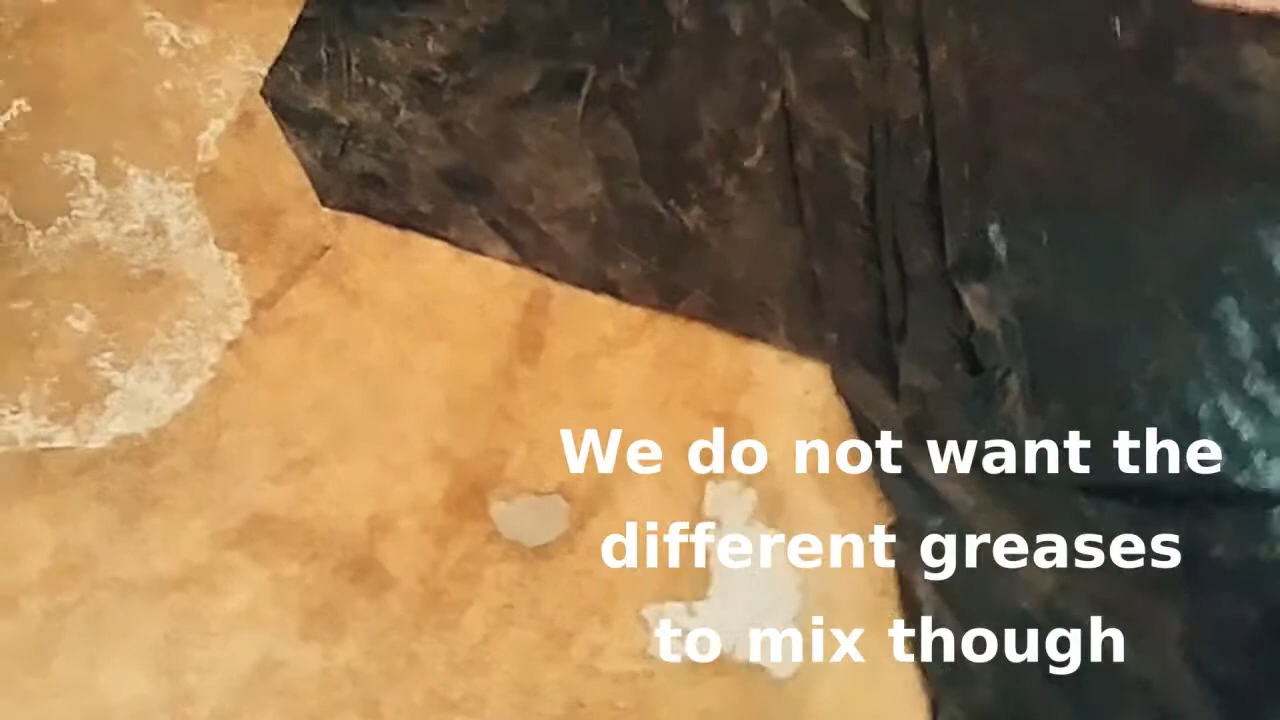 We do not want the
different greases
to mix though